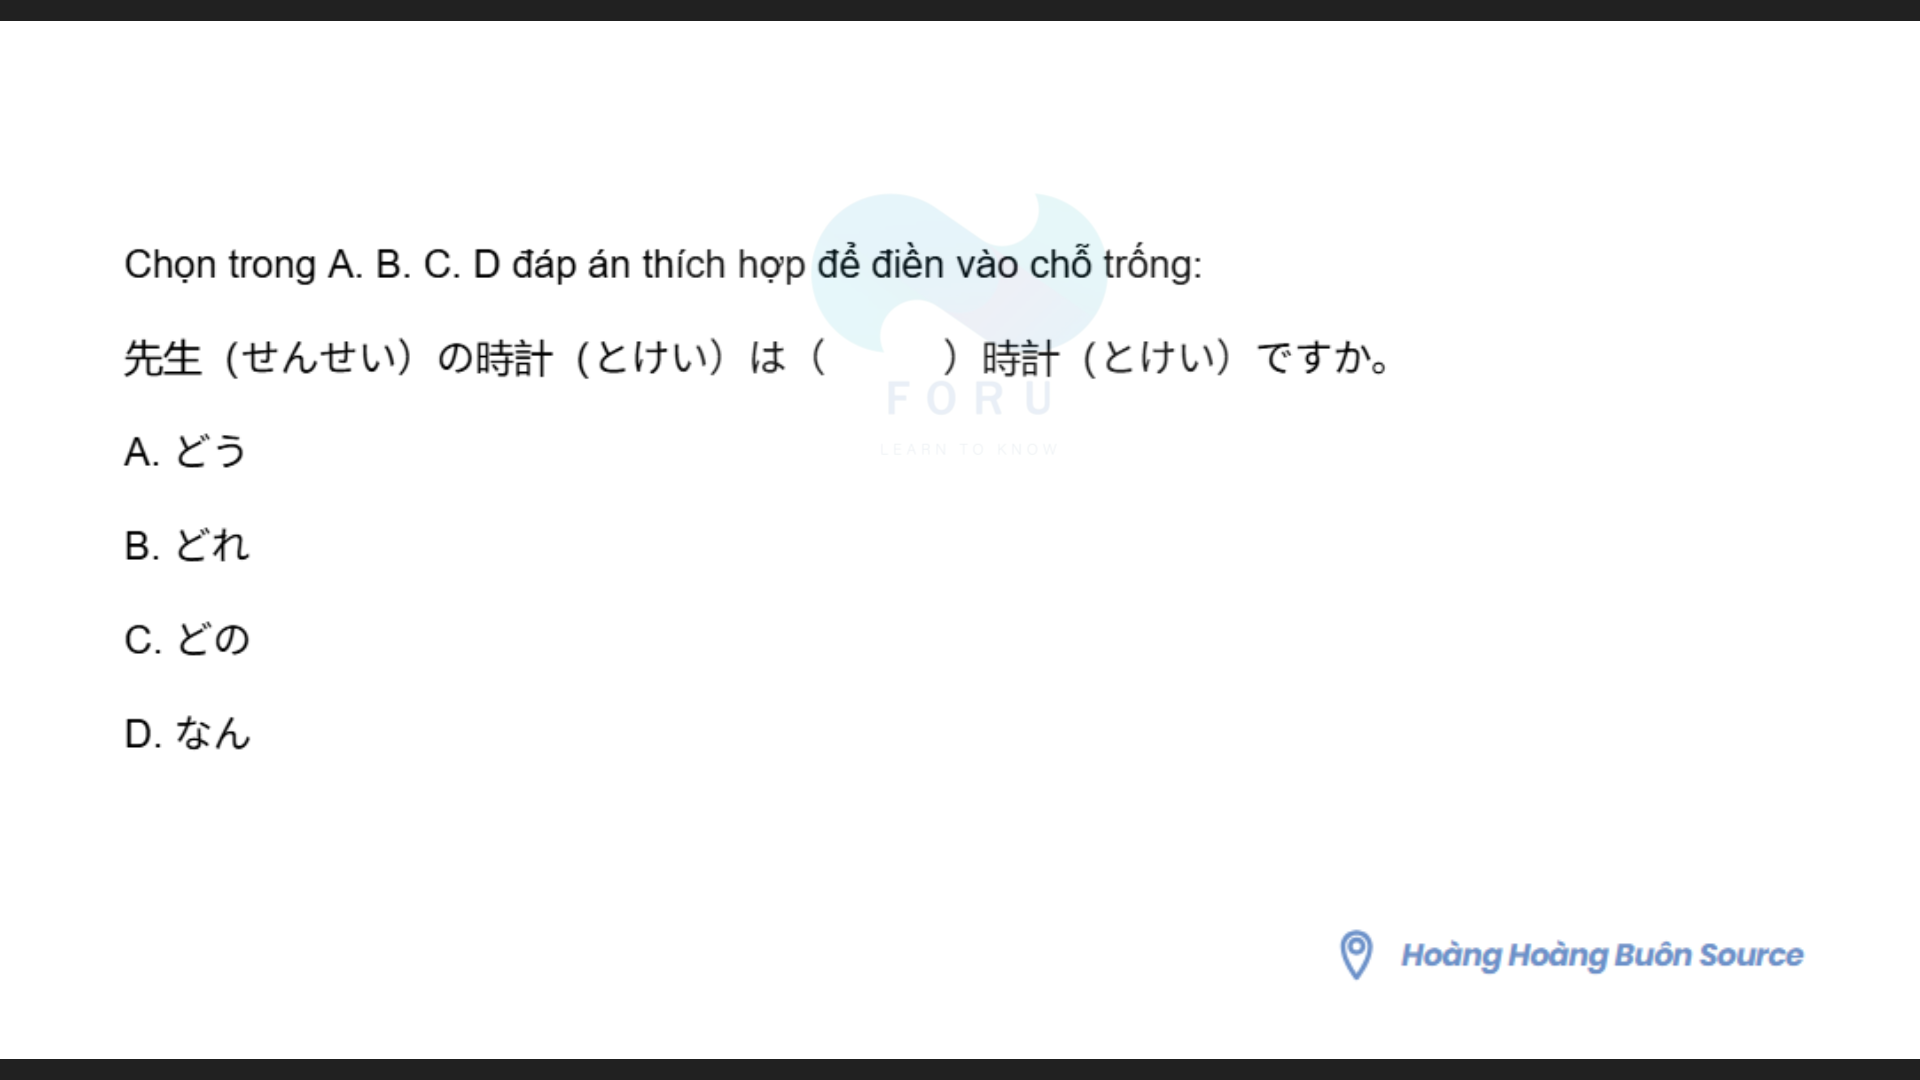 Chọn trong A. B. C. D đáp án thích hợp để điền vào chỗ trống:
先生（せんせい）の時計（とけい）は（　　　）時計（とけい）ですか。
FORU
LEARN TO KNOW
A. どう
B. どれ
C. どの
D. なん
Hoàng Hoàng Buôn Source